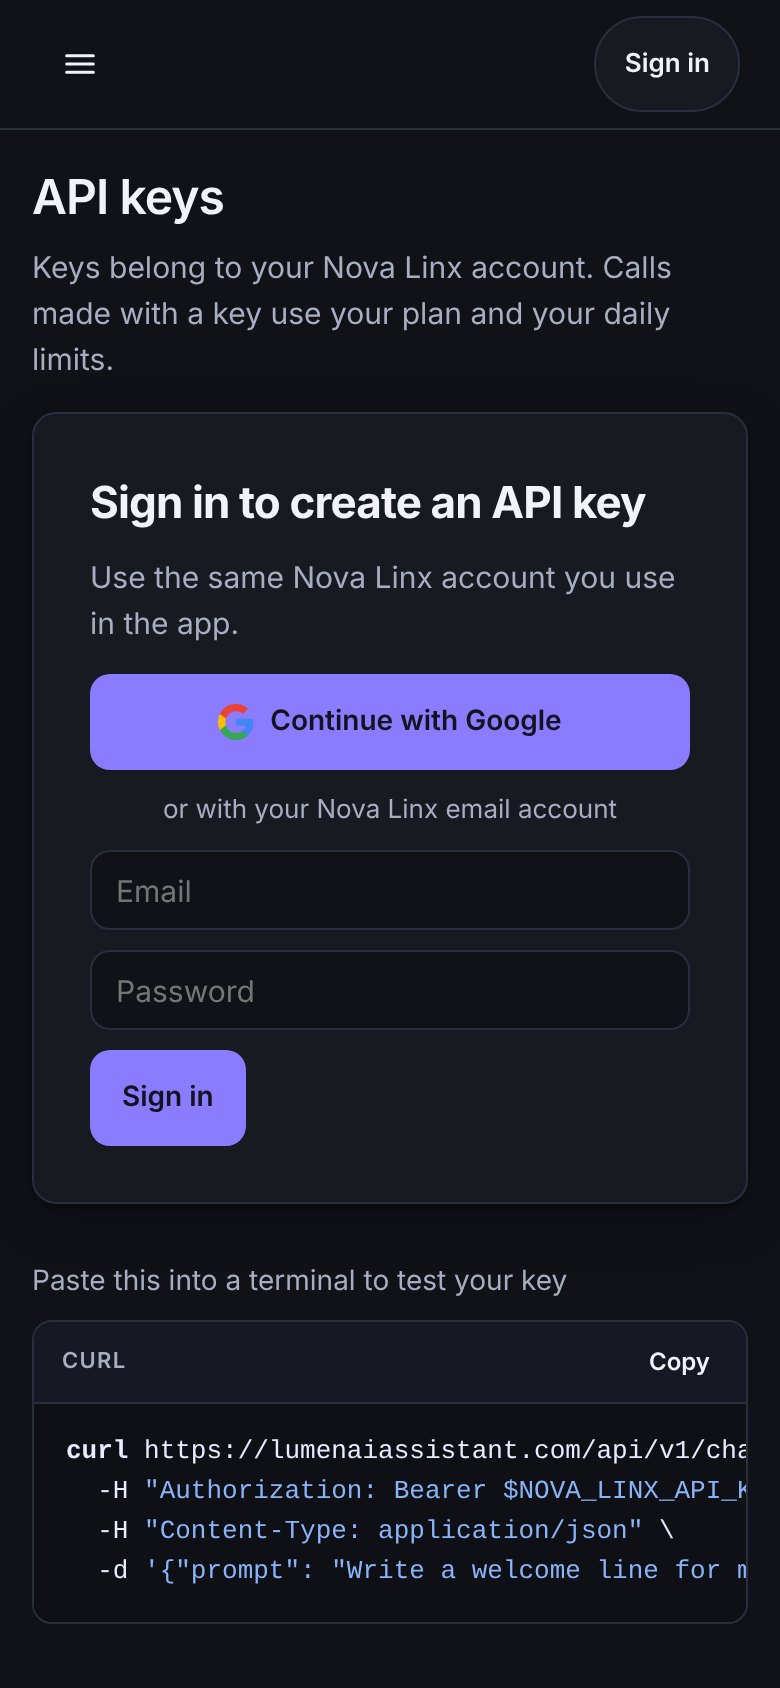 Sign in
API keys
Keys belong to your Nova Linx account. Calls
made with a key use your plan and your daily
limits.
Sign in to create an API key
Use the same Nova Linx account you use
in the app.
Continue with Google
or with your Nova Linx email account
Email
Password
Sign in
Paste this into a terminal to test your key
CURL
Copy
curl https://lumenaiassistant.com/api/v1/cha
-H "Authorization: Bearer $NOVA_LINX_API_K
-H "Content-Type: application/json" \
-d '{"prompt": "Write a welcome line for m